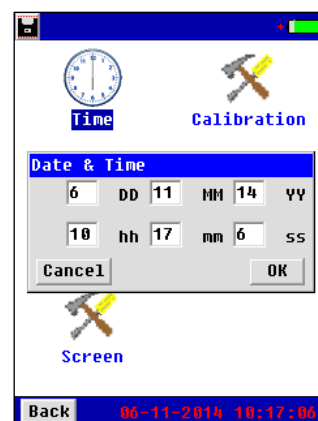 Time Calibration
Date & Time
6 DD 11 MM 14 YY
10 hh 17 mm 6 ss
Cancel OK
Screen
Back 06-11-2014 10:17:06